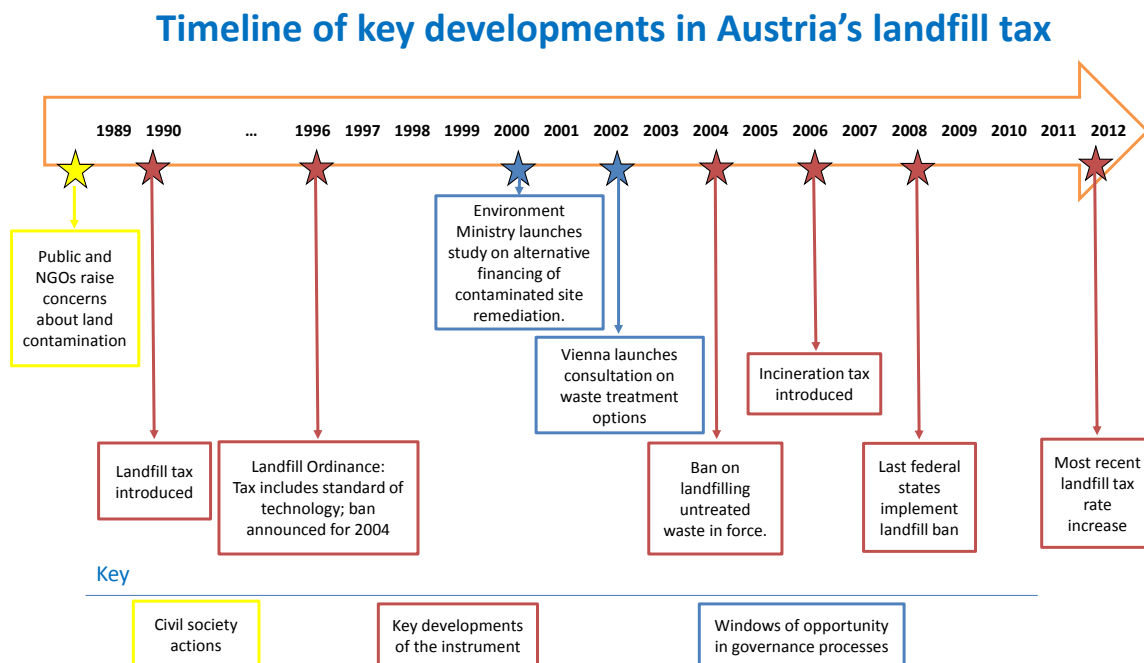 Timeline of key developments in Austria's landfill tax
1989 1990 ... 1996 1997 1998 1999 2000 2001 2002 2003 2004 2005 2006 2007 2008 2009 2010 2011 2012
Public and
NGOs raise
concerns
about land
contamination
Landfill tax
introduced
Landfill Ordinance:
Tax includes standard of
technology; ban
announced for 2004
Environment
Ministry launches
study on alternative
financing of
contaminated site
remediation.
Vienna launches
consultation on
waste treatment
options
Ban on
landfilling
untreated
waste in force.
Incineration tax
introduced
Last federal
states
implement
landfill ban
Most recent
landfill tax
rate
increase
Key
Civil society
actions
Key developments
of the instrument
Windows of opportunity
in governance processes